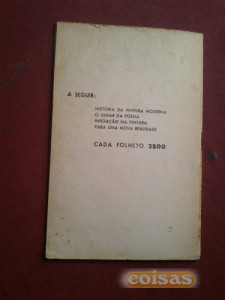 A SEGUIR:
HISTÓRIA DA PINTURA MODERNA
O LUGAR DA POESIA
INICIAÇÃO NA PINTURA
PARA UMA NOVA REALIDADE
CADA FOLHETO 2$00
coisas